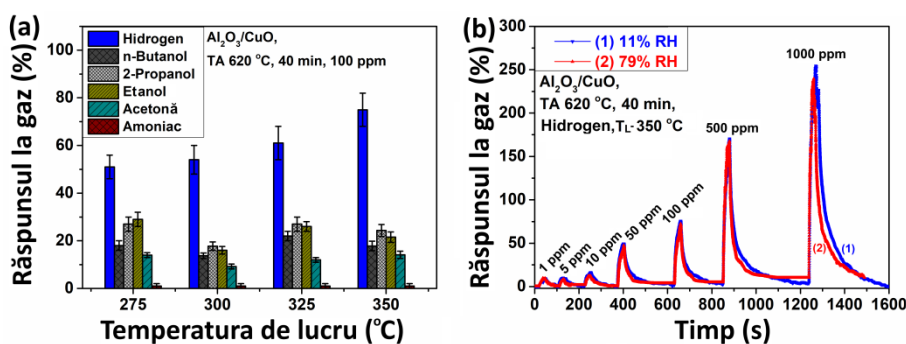 (a)
Răspunsul la gaz (%)
100
80
60
40
20
0
Hidrogen
n-Butanol
2-Propanol
Etanol
Acetonă
Amoniac
Al₂O₃/CuO,
TA 620 °C, 40 min, 100 ppm
275 300 325 350
Temperatura de lucru (°C)
(b)
Răspunsul la gaz (%)
300
250
200
150
100
50
0
(1) 11% RH
(2) 79% RH
Al₂O₃/CuO,
TA 620 °C, 40 min,
Hidrogen,T_L- 350 °C
1 ppm
5 ppm
10 ppm
50 ppm
100 ppm
500 ppm
1000 ppm
(2) (1)
0 200 400 600 800 1000 1200 1400 1600
Timp (s)